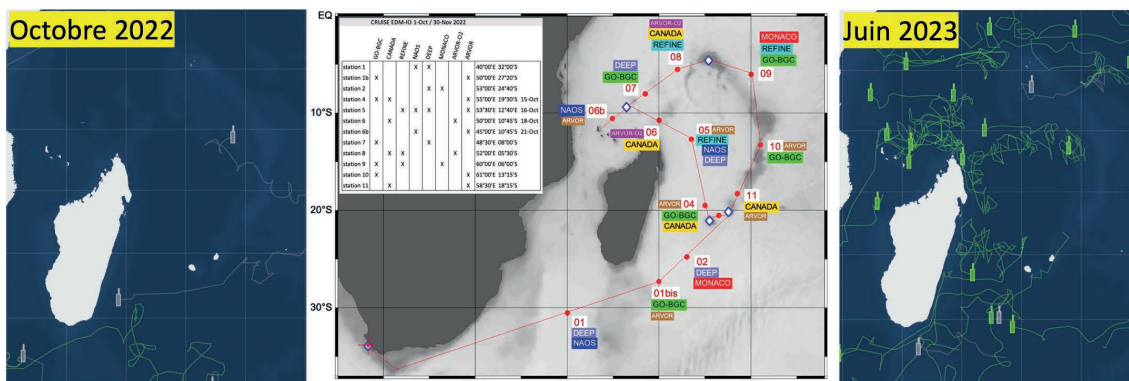 Octobre 2022
CRUISE EDM-IO 1-Oct / 30-Nov 2022
GO-BGC CANADA REFINE NAOS DEEP MONACO ARVOR-O2 ARVOR
station 1 X X 40°00'E 32°00'S
station 1b X X 50°00'E 27°20'S
station 2 X X 53°00'E 24°40'S
station 4 X X X 55°00'E 19°30'S 15-Oct
station 5 X X X X 53°30'E 12°40'S 16-Oct
station 6 X X 50°00'E 10°45'S 18-Oct
station 6b X X 45°00'E 10°45'S 21-Oct
station 7 X X 48°30'E 08°00'S
station 8 X X X 52°00'E 05°30'S
station 9 X X X 60°00'E 06°00'S
station 10 X X 61°00'E 13°15'S
station 11 X X 58°30'E 18°15'S
EQ
10°S
20°S
30°S
ARVOR-O2
CANADA
REFINE
08
MONACO
REFINE
GO-BGC
09
DEEP
GO-BGC
07
NAOS
ARVOR
06b
ARVOR-O2 06
CANADA
05 ARVOR
REFINE
NAOS
DEEP
10 ARVOR
GO-BGC
11
CANADA
ARVOR
ARVOR 04
GO-BGC
CANADA
02
DEEP
MONACO
01bis
GO-BGC
ARVOR
01
DEEP
NAOS
Juin 2023